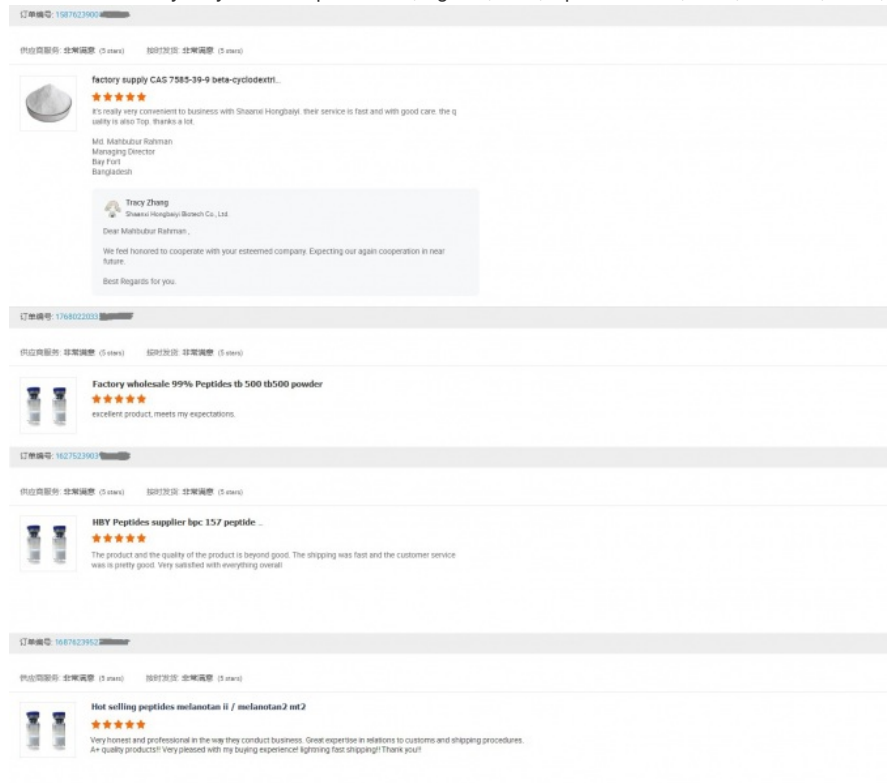 订单编号: 1587623900
供应商服务: 非常满意 (5 stars) 按时发货: 非常满意 (5 stars)
factory supply CAS 7585-39-9 beta-cyclodextri...
It's really very convenient to business with Shaanxi Hongbaiyi. their service is fast and with good care. the q
uality is also Top. thanks a lot.
Md. Mahbubur Rahman
Managing Director
Bay Fort
Bangladesh
Tracy Zhang
Shaanxi Hongbaiyi Biotech Co., Ltd.
Dear Mahbubur Rahman ,
We feel honored to cooperate with your esteemed company. Expecting our again cooperation in near
future.
Best Regards for you.
订单编号: 1768022033
供应商服务: 非常满意 (5 stars) 按时发货: 非常满意 (5 stars)
Factory wholesale 99% Peptides tb 500 tb500 powder
excellent product, meets my expectations.
订单编号: 1627523903
供应商服务: 非常满意 (5 stars) 按时发货: 非常满意 (5 stars)
HBY Peptides supplier bpc 157 peptide ..
The product and the quality of the product is beyond good. The shipping was fast and the customer service
was is pretty good. Very satisfied with everything overall
订单编号: 1687623952
供应商服务: 非常满意 (5 stars) 按时发货: 非常满意 (5 stars)
Hot selling peptides melanotan ii / melanotan2 mt2
Very honest and professional in the way they conduct business. Great expertise in relations to customs and shipping procedures.
A+ quality products!! Very pleased with my buying experience! lightning fast shipping!! Thank you!!